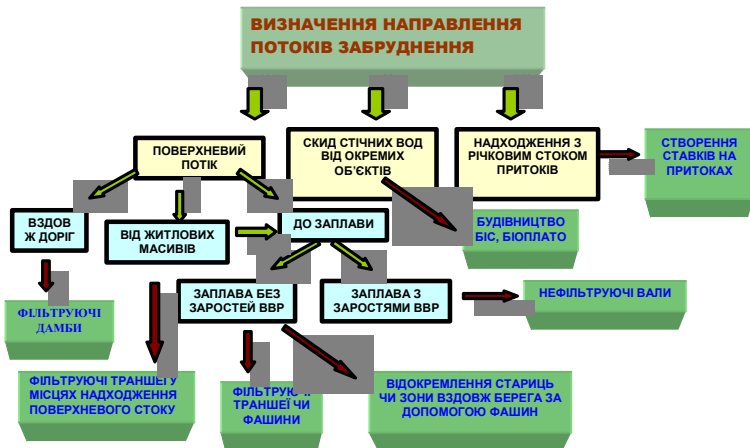 ВИЗНАЧЕННЯ НАПРАВЛЕННЯ
ПОТОКІВ ЗАБРУДНЕННЯ
ПОВЕРХНЕВИЙ
ПОТІК
СКИД СТІЧНИХ ВОД
ВІД ОКРЕМИХ
ОБ'ЄКТІВ
НАДХОДЖЕННЯ З
РІЧКОВИМ СТОКОМ
ПРИТОКІВ
СТВОРЕННЯ
СТАВКІВ НА
ПРИТОКАХ
ВЗДОВ
Ж ДОРІГ
ВІД ЖИТЛОВИХ
МАСИВІВ
ДО ЗАПЛАВИ
БУДІВНИЦТВО
БІС, БІОПЛАТО
ЗАПЛАВА БЕЗ
ЗАРОСТЕЙ ВВР
ЗАПЛАВА З
ЗАРОСТЯМИ ВВР
НЕФІЛЬТРУЮЧІ ВАЛИ
ФІЛЬТРУЮЧІ
ДАМБИ
ФІЛЬТРУЮЧІ ТРАНШЕЇ У
МІСЦЯХ НАДХОДЖЕННЯ
ПОВЕРХНЕВОГО СТОКУ
ТРАНШЕЇ ЧИ
ФАШИНИ
ВІДОКРЕМЛЕННЯ СТАРИЦЬ
ЧИ ЗОНИ ВЗДОВЖ БЕРЕГА ЗА
ДОПОМОГОЮ ФАШИН